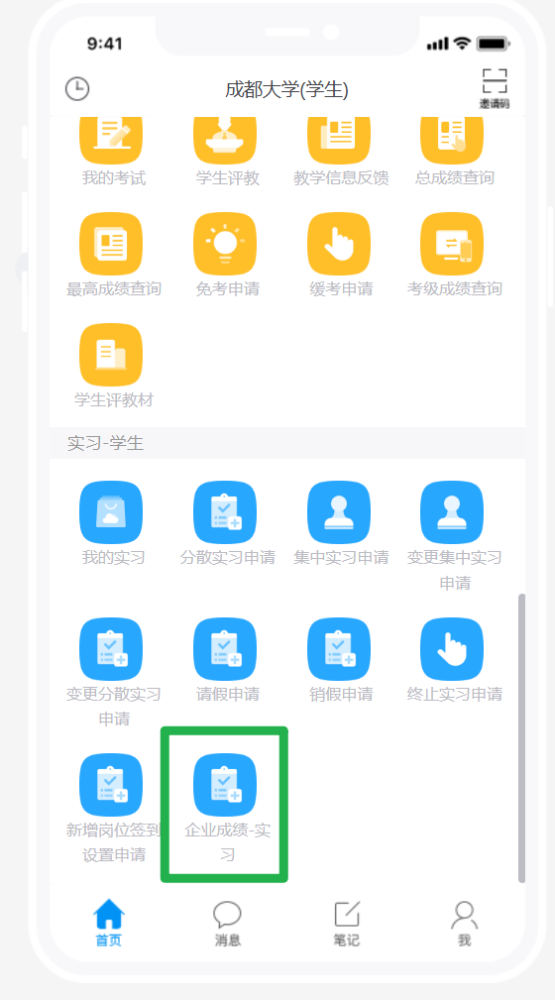 9:41
成都大学(学生)
邀请码
我的考试 学生评教 教学信息反馈 总成绩查询
最高成绩查询 免考申请 缓考申请 考级成绩查询
学生评教材
实习-学生
我的实习 分散实习申请 集中实习申请 变更集中实习
申请
变更分散实习 请假申请 销假申请 终止实习申请
申请
新增岗位签到 企业成绩-实
设置申请 习
首页 消息 笔记 我